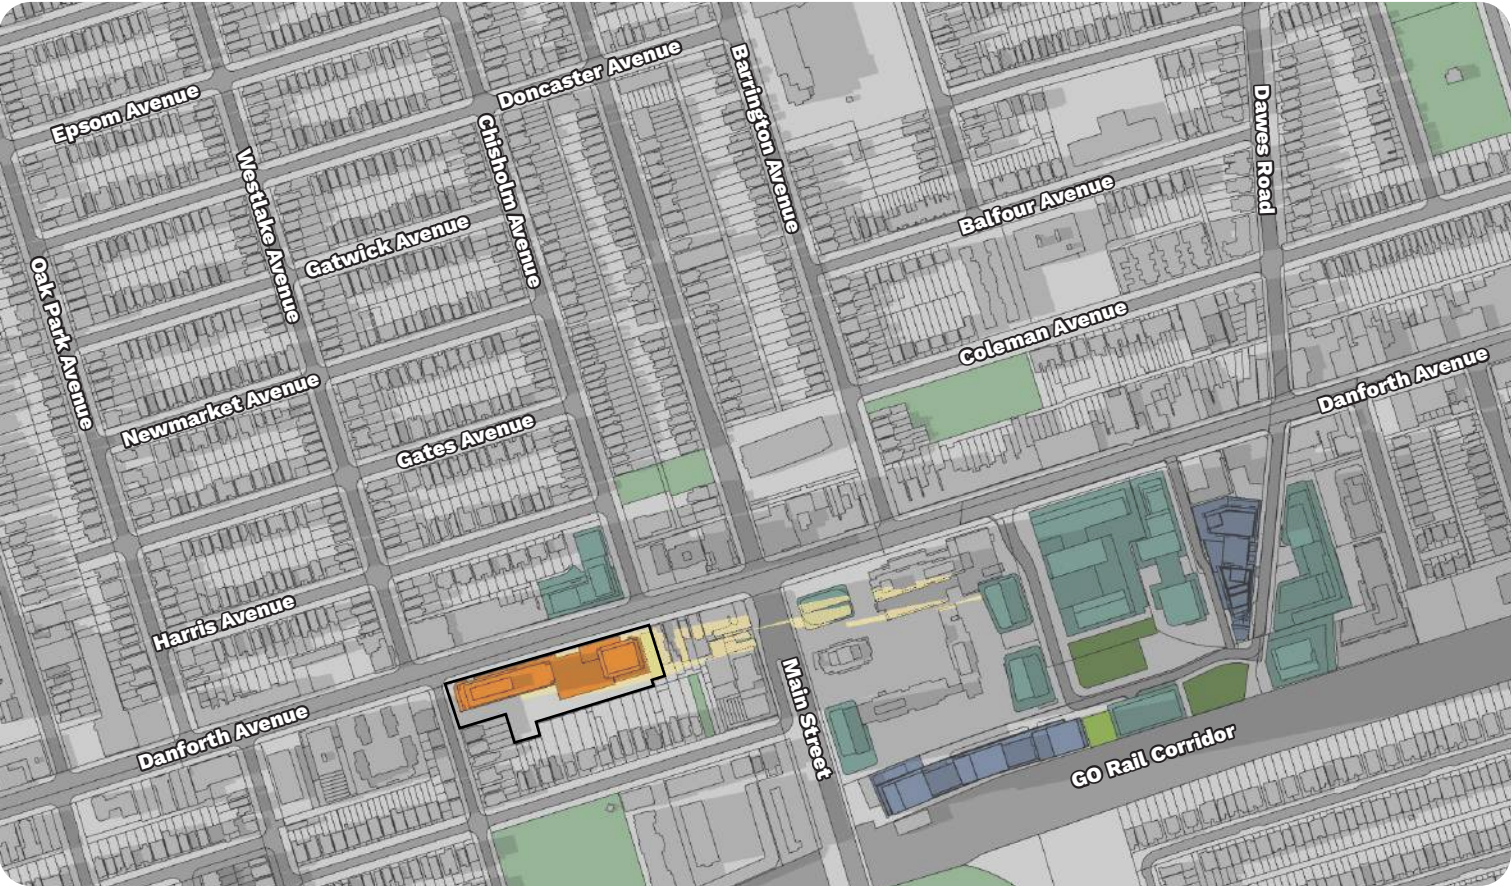 Doncaster Avenue
Epsom Avenue
Barrington Avenue
Dawes Road
Chisholm Avenue
Westlake Avenue
Balfour Avenue
Gatwick Avenue
Oak Park Avenue
Coleman Avenue
Danforth Avenue
Newmarket Avenue
Gates Avenue
Harris Avenue
Main Street
Danforth Avenue
GO Rail Corridor